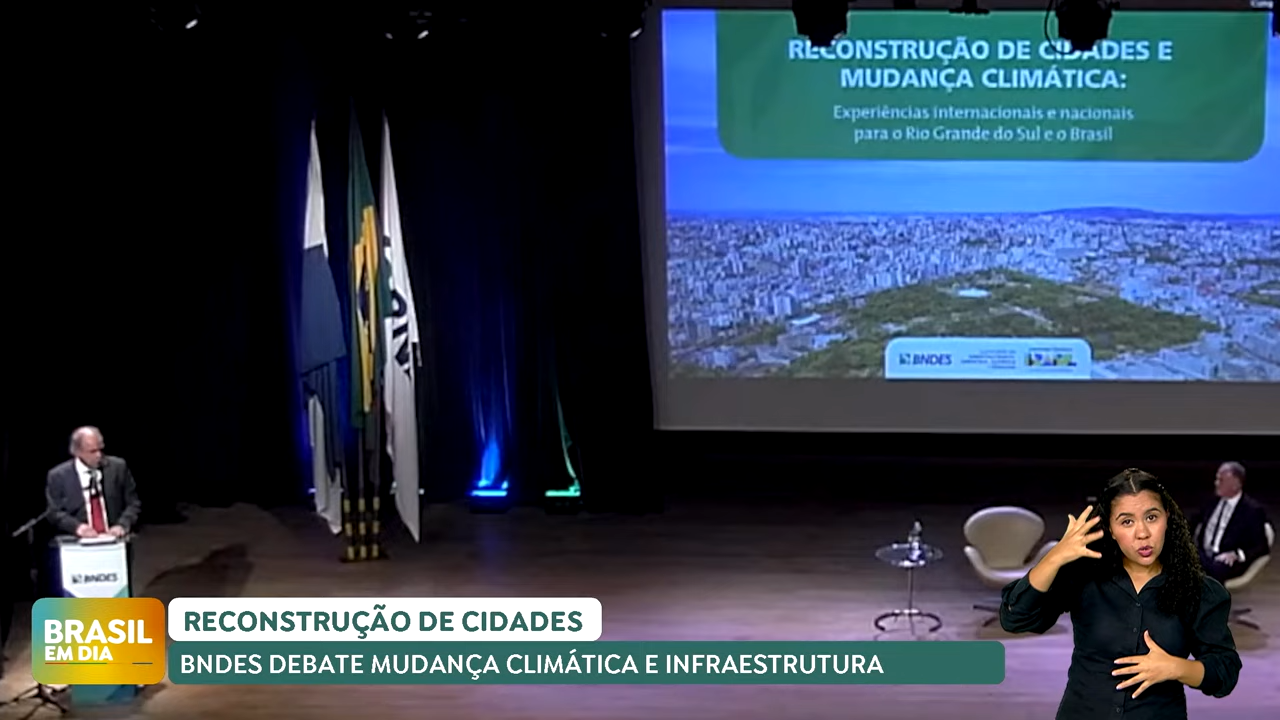 RECONSTRUÇÃO DE CIDADES E
MUDANÇA CLIMÁTICA:
Experiências internacionais e nacionais
para o Rio Grande do Sul e o Brasil
BNDES
BNDES
BRASIL
EM DIA
RECONSTRUÇÃO DE CIDADES
BNDES DEBATE MUDANÇA CLIMÁTICA E INFRAESTRUTURA